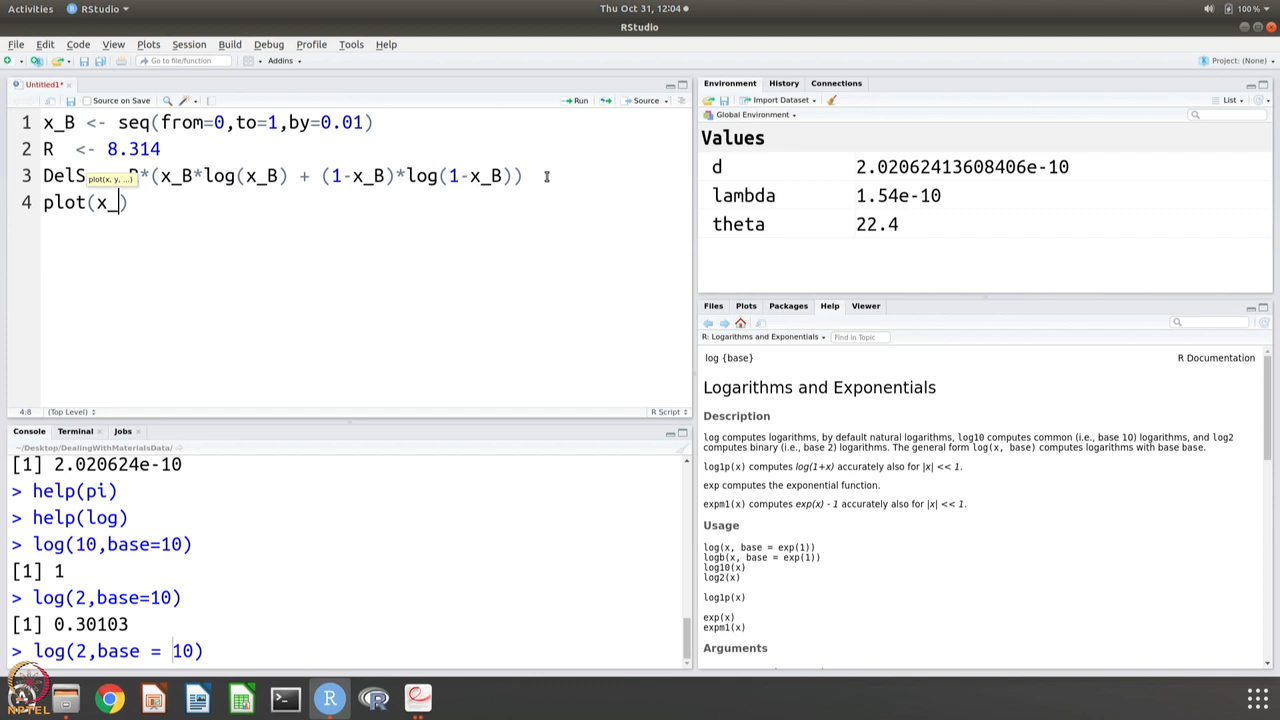 Activities RStudio Thu Oct 31, 12:04 100 %
RStudio
File Edit Code View Plots Session Build Debug Profile Tools Help
Go to file/function Addins Project: (None)
Untitled1*
Source on Save Run Source
1 x_B <- seq(from=0,to=1,by=0.01)
2 R <- 8.314
3 DelS R*(x_B*log(x_B) + (1-x_B)*log(1-x_B))
plot(x, y, ...)
4 plot(x_)
4:8 (Top Level) R Script
Console Terminal Jobs
~/Desktop/DealingWithMaterialsData/
[1] 2.020624e-10
> help(pi)
> help(log)
> log(10,base=10)
[1] 1
> log(2,base=10)
[1] 0.30103
> log(2,base = 10)
Environment History Connections
Import Dataset List
Global Environment
Values
d 2.02062413608406e-10
lambda 1.54e-10
theta 22.4
Files Plots Packages Help Viewer
R: Logarithms and Exponentials Find in Topic
log {base} R Documentation
Logarithms and Exponentials
Description
log computes logarithms, by default natural logarithms, log10 computes common (i.e., base 10) logarithms, and log2
computes binary (i.e., base 2) logarithms. The general form log(x, base) computes logarithms with base base.
log1p(x) computes log(1+x) accurately also for |x| << 1.
exp computes the exponential function.
expm1(x) computes exp(x) - 1 accurately also for |x| << 1.
Usage
log(x, base = exp(1))
logb(x, base = exp(1))
log10(x)
log2(x)
log1p(x)
exp(x)
expm1(x)
Arguments
NPTEL